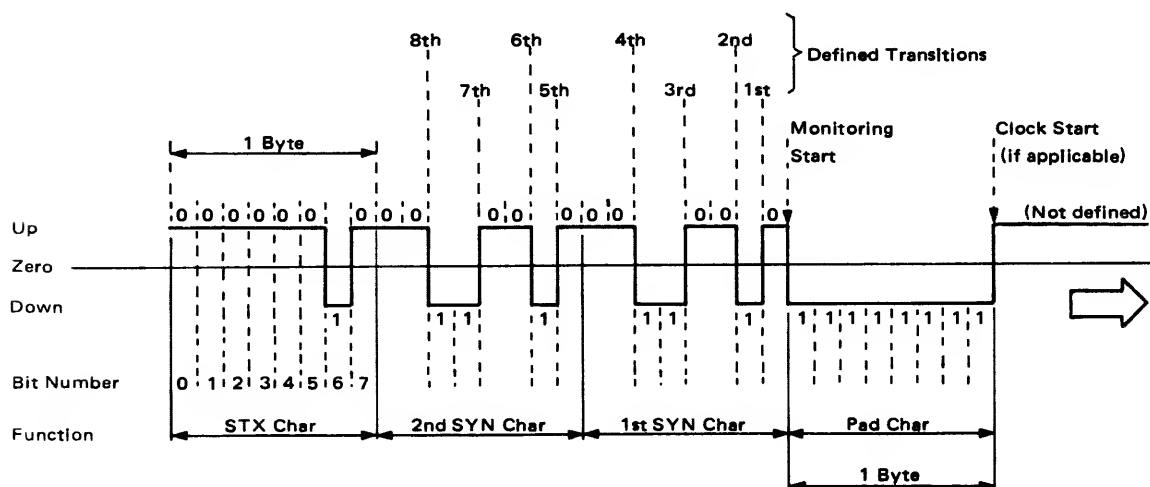 8th 6th 4th 2nd
Defined Transitions
7th 5th 3rd 1st
1 Byte
Monitoring
Start
Clock Start
(if applicable)
0 0 0 0 0 0 0 0 0 0 0 0 0 0 0 0 0 0
(Not defined)
Up
Zero
Down
1 1 1 1 1 1 1 1 1 1 1 1 1 1 1
Bit Number 0 1 2 3 4 5 6 7
Function STX Char 2nd SYN Char 1st SYN Char Pad Char
1 Byte